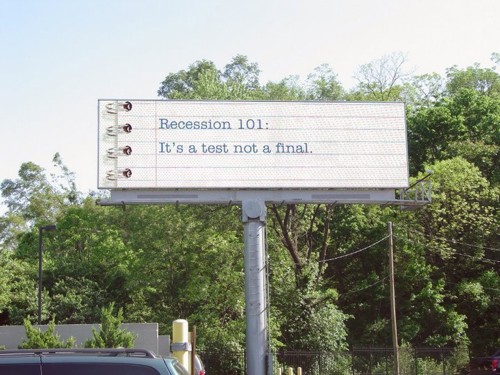 Recession 101:
It's a test not a final.